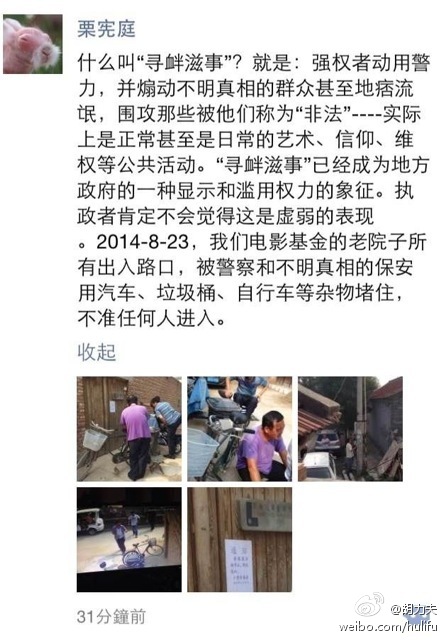 栗宪庭
什么叫“寻衅滋事”？就是：强权者动用警
力，并煽动不明真相的群众甚至地痞流
氓，围攻那些被他们称为“非法”----实际
上是正常甚至是日常的艺术、信仰、维
权等公共活动。“寻衅滋事”已经成为地方
政府的一种显示和滥用权力的象征。执
政者肯定不会觉得这是虚弱的表现
。2014-8-23，我们电影基金的老院子所
有出入路口，被警察和不明真相的保安
用汽车、垃圾桶、自行车等杂物堵住，
不准任何人进入。
收起
31分鐘前
@胡力夫
weibo.com/hulifu